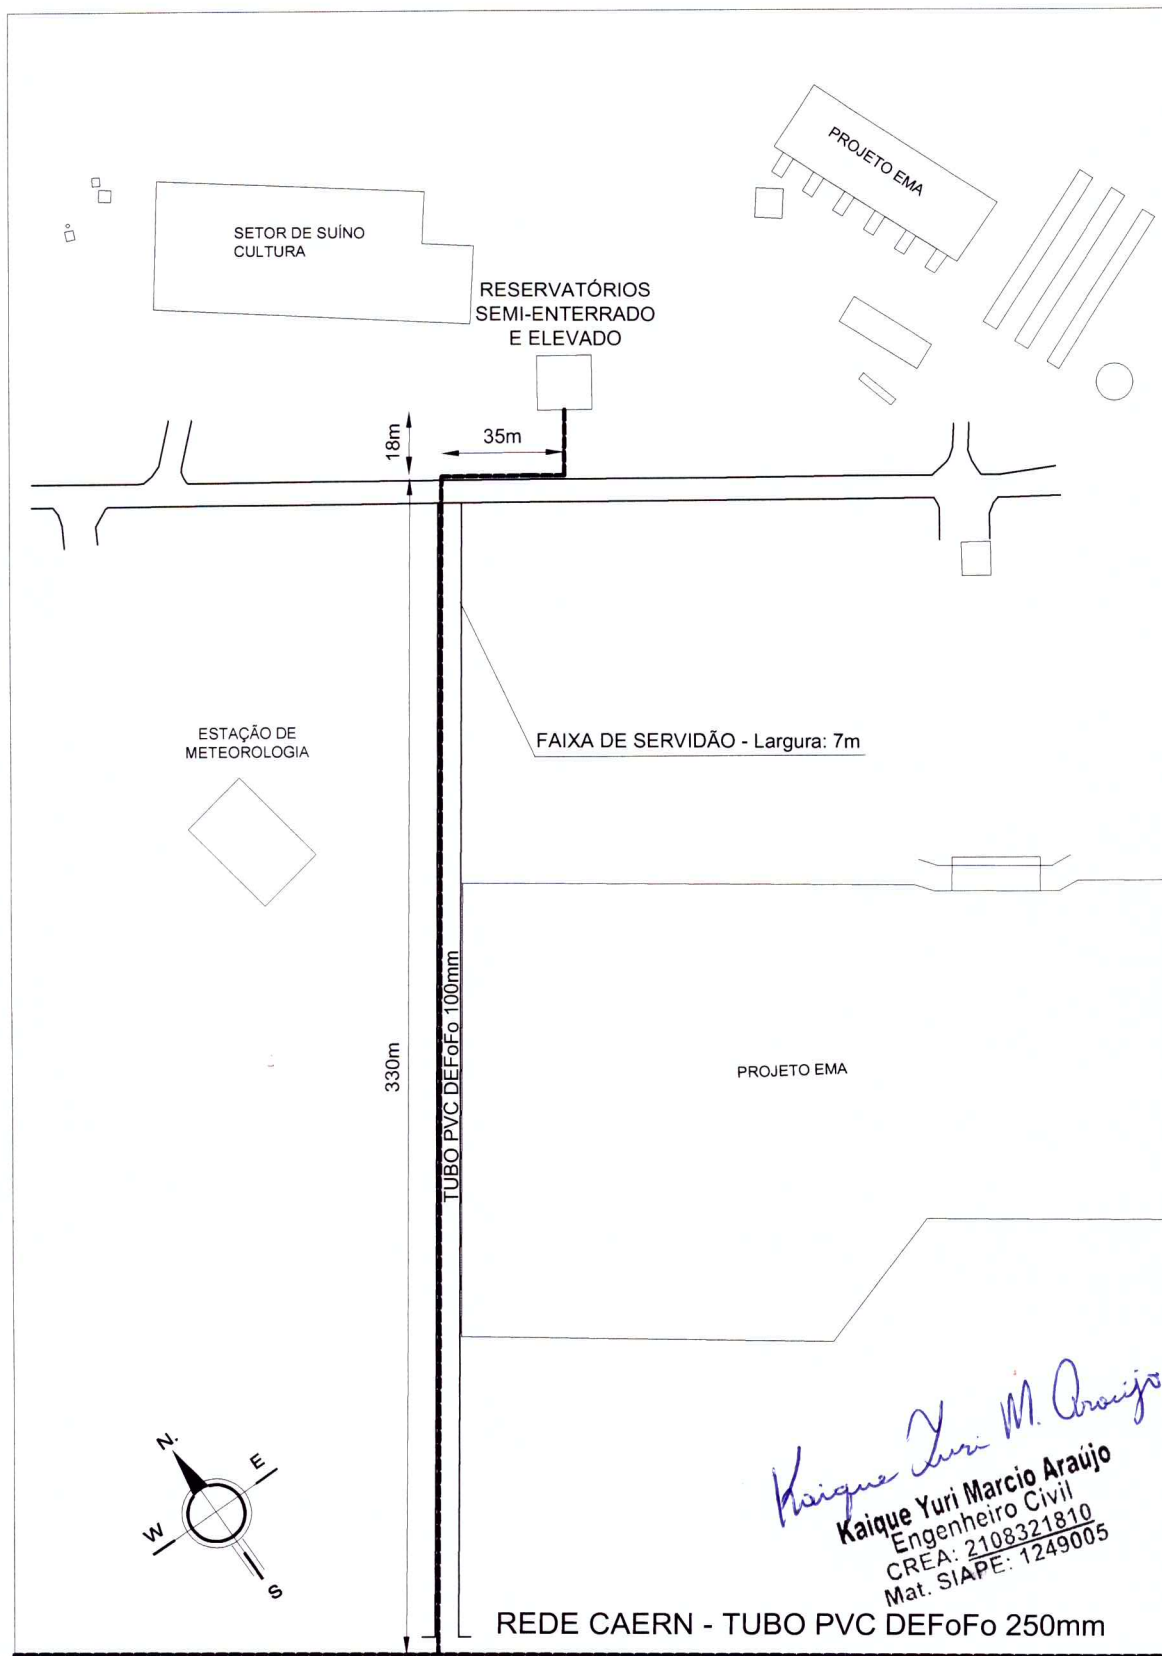 PROJETO EMA
SETOR DE SUÍNO
CULTURA
RESERVATÓRIOS
SEMI-ENTERRADO
E ELEVADO
18m
35m
FAIXA DE SERVIDÃO - Largura: 7m
ESTAÇÃO DE
METEOROLOGIA
330m
TUBO PVC DEFoFo 100mm
PROJETO EMA
N.
E
W
S
Kaique Yuri M. Araújo
Kaique Yuri Marcio Araújo
Engenheiro Civil
CREA: 2108321810
Mat. SIAPE: 1249005
REDE CAERN - TUBO PVC DEFoFo 250mm